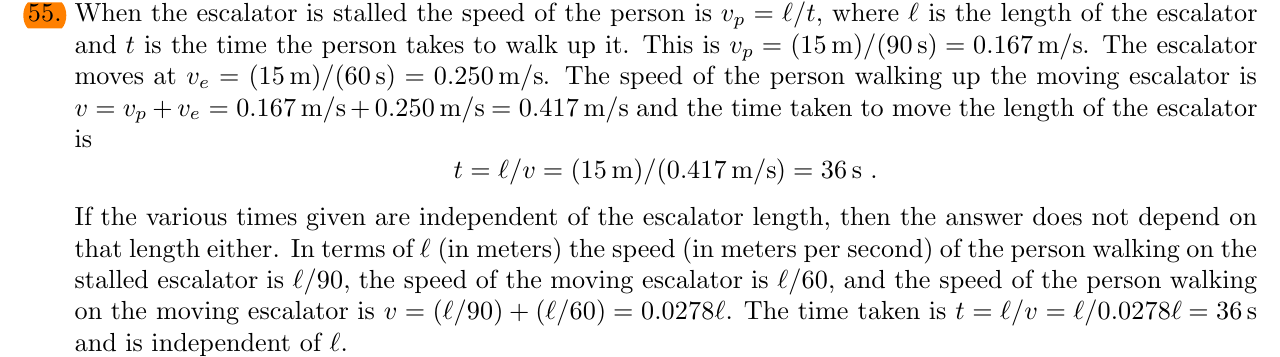 55. When the escalator is stalled the speed of the person is vₚ = ℓ/t, where ℓ is the length of the escalator
and t is the time the person takes to walk up it. This is vₚ = (15 m)/(90 s) = 0.167 m/s. The escalator
moves at vₑ = (15 m)/(60 s) = 0.250 m/s. The speed of the person walking up the moving escalator is
v = vₚ + vₑ = 0.167 m/s + 0.250 m/s = 0.417 m/s and the time taken to move the length of the escalator
is
t = ℓ/v = (15 m)/(0.417 m/s) = 36 s .
If the various times given are independent of the escalator length, then the answer does not depend on
that length either. In terms of ℓ (in meters) the speed (in meters per second) of the person walking on the
stalled escalator is ℓ/90, the speed of the moving escalator is ℓ/60, and the speed of the person walking
on the moving escalator is v = (ℓ/90) + (ℓ/60) = 0.0278ℓ. The time taken is t = ℓ/v = ℓ/0.0278ℓ = 36 s
and is independent of ℓ.